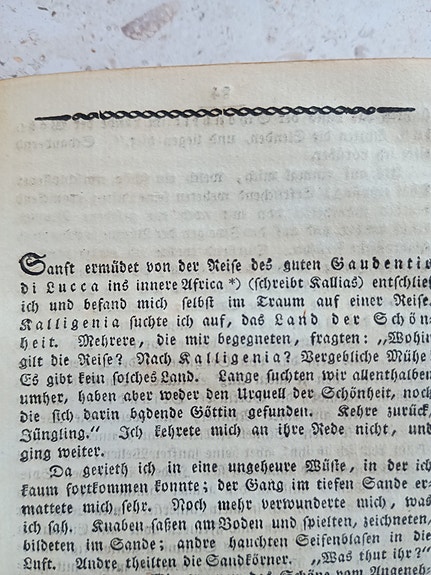 Sanft ermüdet von der Reise des guten Gaudentio
di Lucca ins innere Africa *) (schreibt Kallias) entschlief
ich und befand mich selbst im Traum auf einer Reise.
Kalligenia suchte ich auf, das Land der Schön-
heit. Mehrere, die mir begegneten, fragten: „Wohin
gilt die Reise? Nach Kalligenia? Vergebliche Mühe!
Es gibt kein solches Land. Lange suchten wir allenthalben
umher, haben aber weder den Urquell der Schönheit, noch
die sich darin badende Göttin gefunden. Kehre zurück,
Jüngling.“ Ich kehrete mich an ihre Rede nicht, und
ging weiter.
Da gerieth ich in eine ungeheure Wüste, in der ich
kaum fortkommen konnte; der Gang im tiefen Sande er-
mattete mich sehr. Noch mehr verwunderte mich, was
ich sah. Knaben saßen am Boden und spielten, zeichneten,
bildeten im Sande; andre hauchten Seifenblasen in die
Luft. Andre theilten die Sandkörner. „Was thut ihr?“